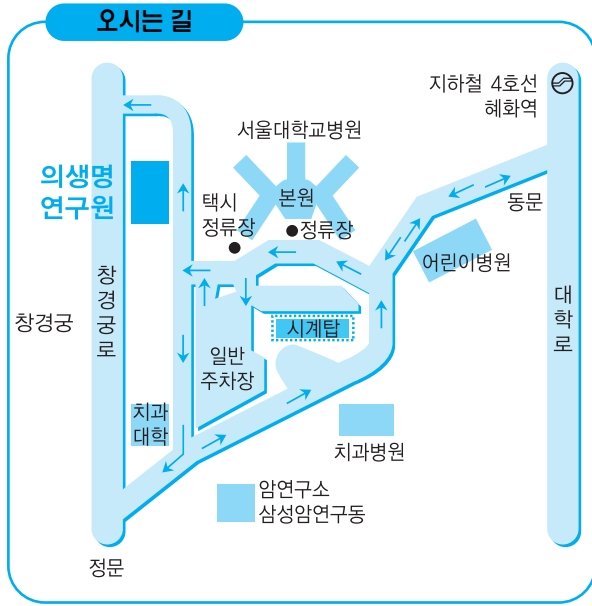 오시는 길
지하철 4호선
혜화역
서울대학교병원
의생명
연구원
택시
정류장
본원
정류장
동문
어린이병원
창경궁
창경궁로
대학로
시계탑
일반
주차장
치과
대학
치과병원
암연구소
삼성암연구동
정문